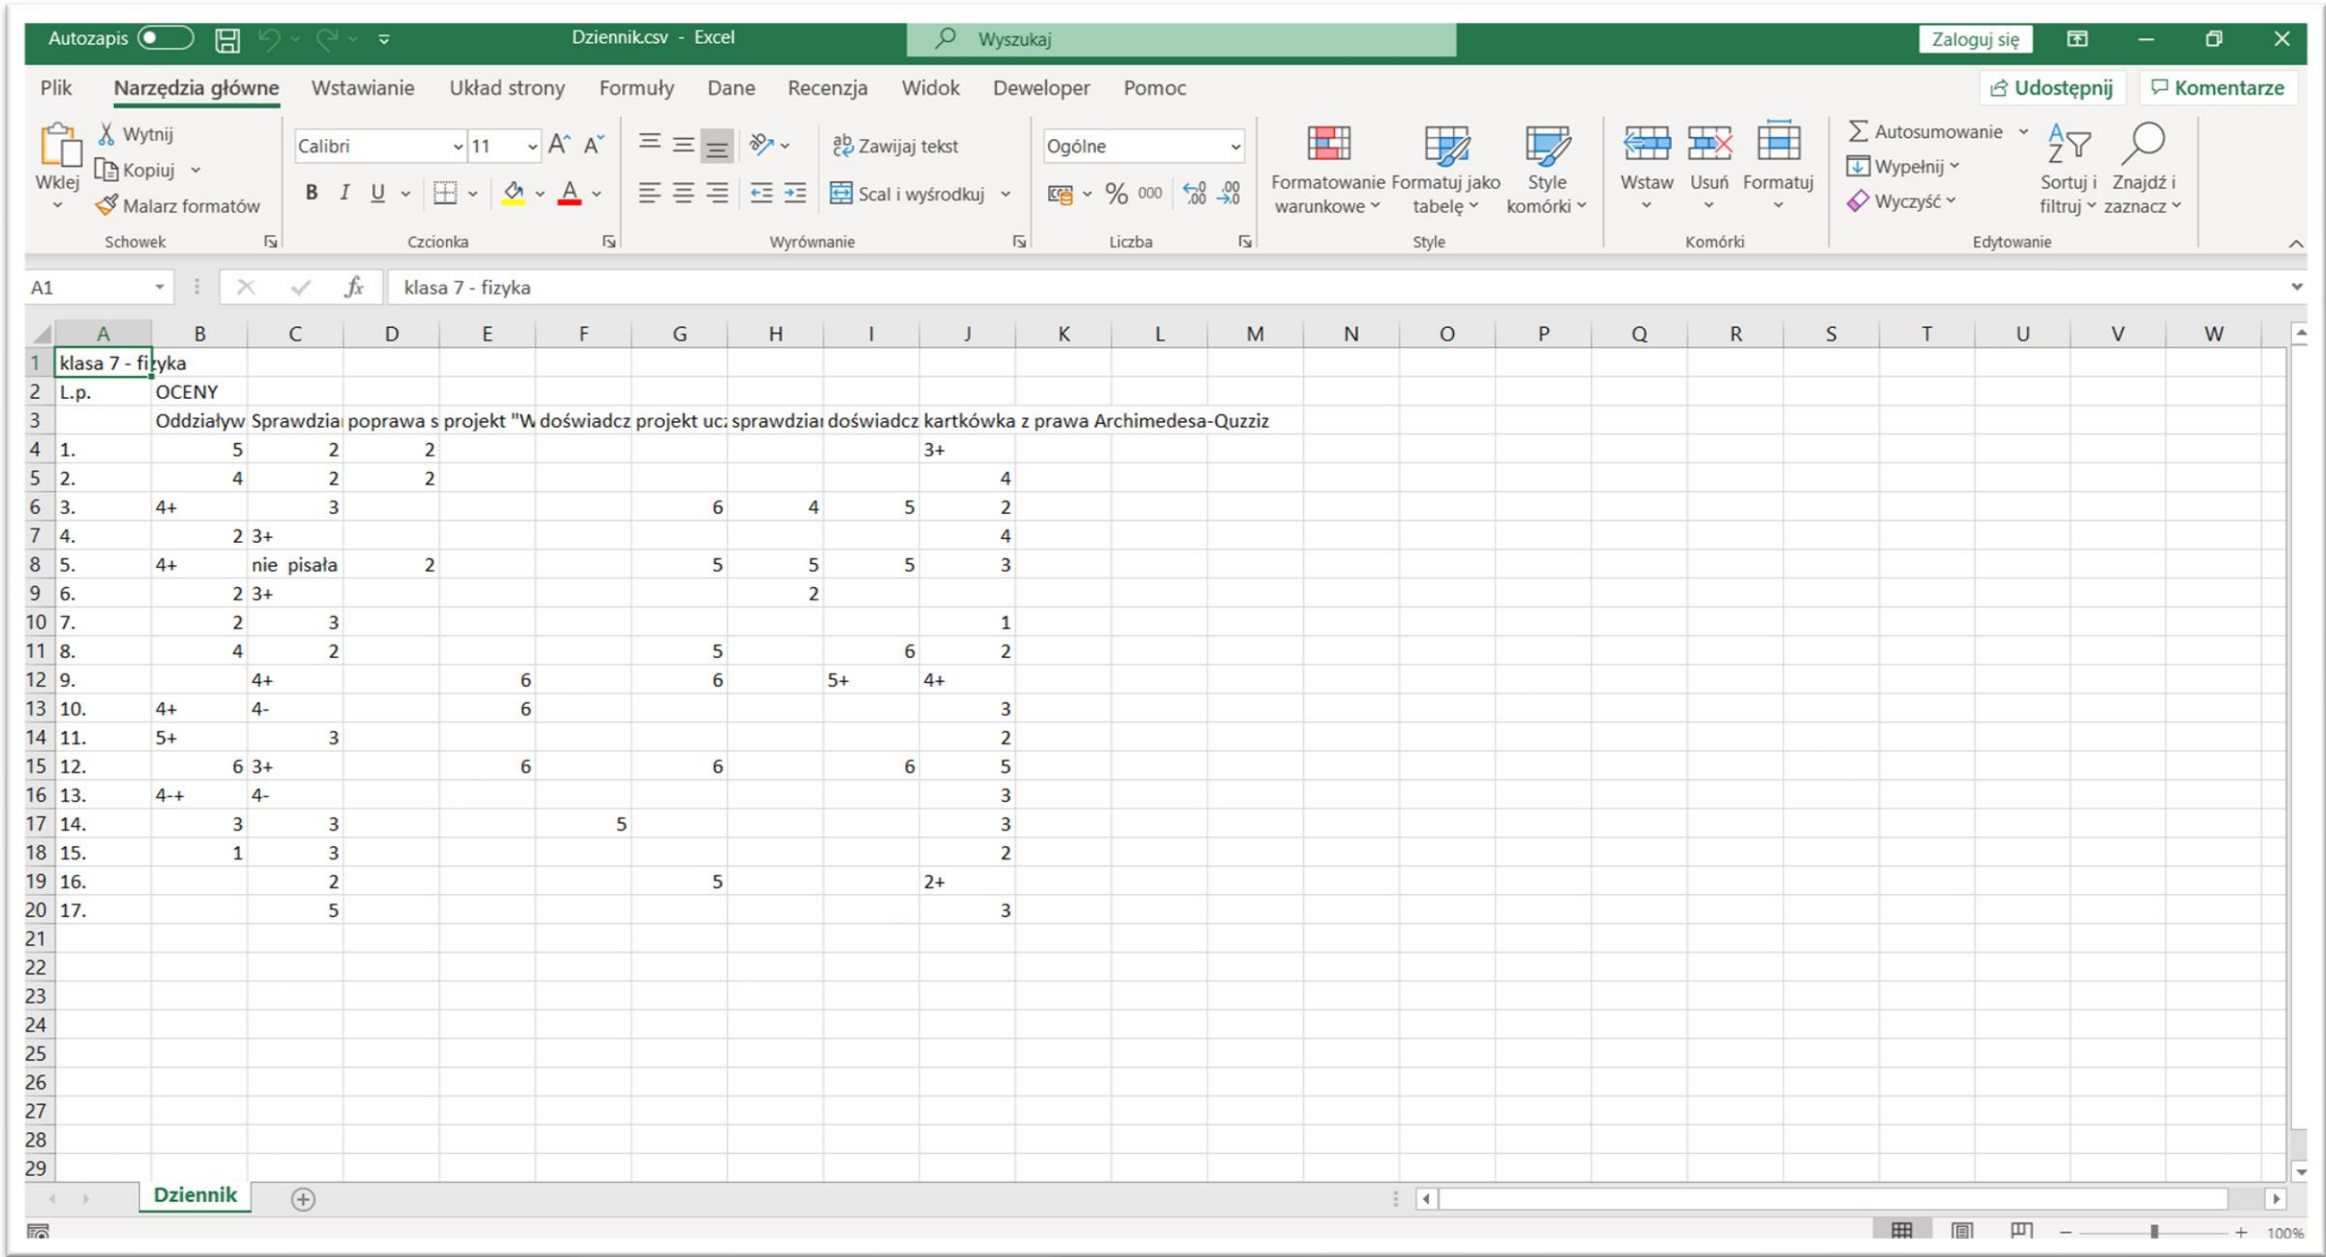 Autozapis Dziennik.csv - Excel Wyszukaj Zaloguj się
Plik Narzędzia główne Wstawianie Układ strony Formuły Dane Recenzja Widok Deweloper Pomoc Udostępnij Komentarze
Wklej Wytnij
Kopiuj
Malarz formatów
Schowek
Calibri 11
B I U
Czcionka
ab Zawijaj tekst
Scal i wyśrodkuj
Wyrównanie
Ogólne
% 000
Liczba
Formatowanie warunkowe
Formatuj jako tabelę
Style komórki
Style
Wstaw Usuń Formatuj
Komórki
Autosumowanie
Wypełnij
Wyczyść
Sortuj i filtruj
Znajdź i zaznacz
Edytowanie
A1 fx klasa 7 - fizyka
A B C D E F G H I J K L M N O P Q R S T U V W
1 klasa 7 - fizyka
2 L.p. OCENY
3 Oddziaływ Sprawdzia poprawa s projekt "W doświadcz projekt ucz sprawdzia doświadcz kartkówka z prawa Archimedesa-Quzziz
4 1. 5 2 2 3+
5 2. 4 2 2 4
6 3. 4+ 3 6 4 5 2
7 4. 2 3+ 4
8 5. 4+ nie pisała 2 5 5 5 3
9 6. 2 3+ 2
10 7. 2 3 1
11 8. 4 2 5 6 2
12 9. 4+ 6 6 5+ 4+
13 10. 4+ 4- 6 3
14 11. 5+ 3 2
15 12. 6 3+ 6 6 6 5
16 13. 4-+ 4- 3
17 14. 3 3 5 3
18 15. 1 3 2
19 16. 2 5 2+
20 17. 5 3
21
22
23
24
25
26
27
28
29
Dziennik
100%